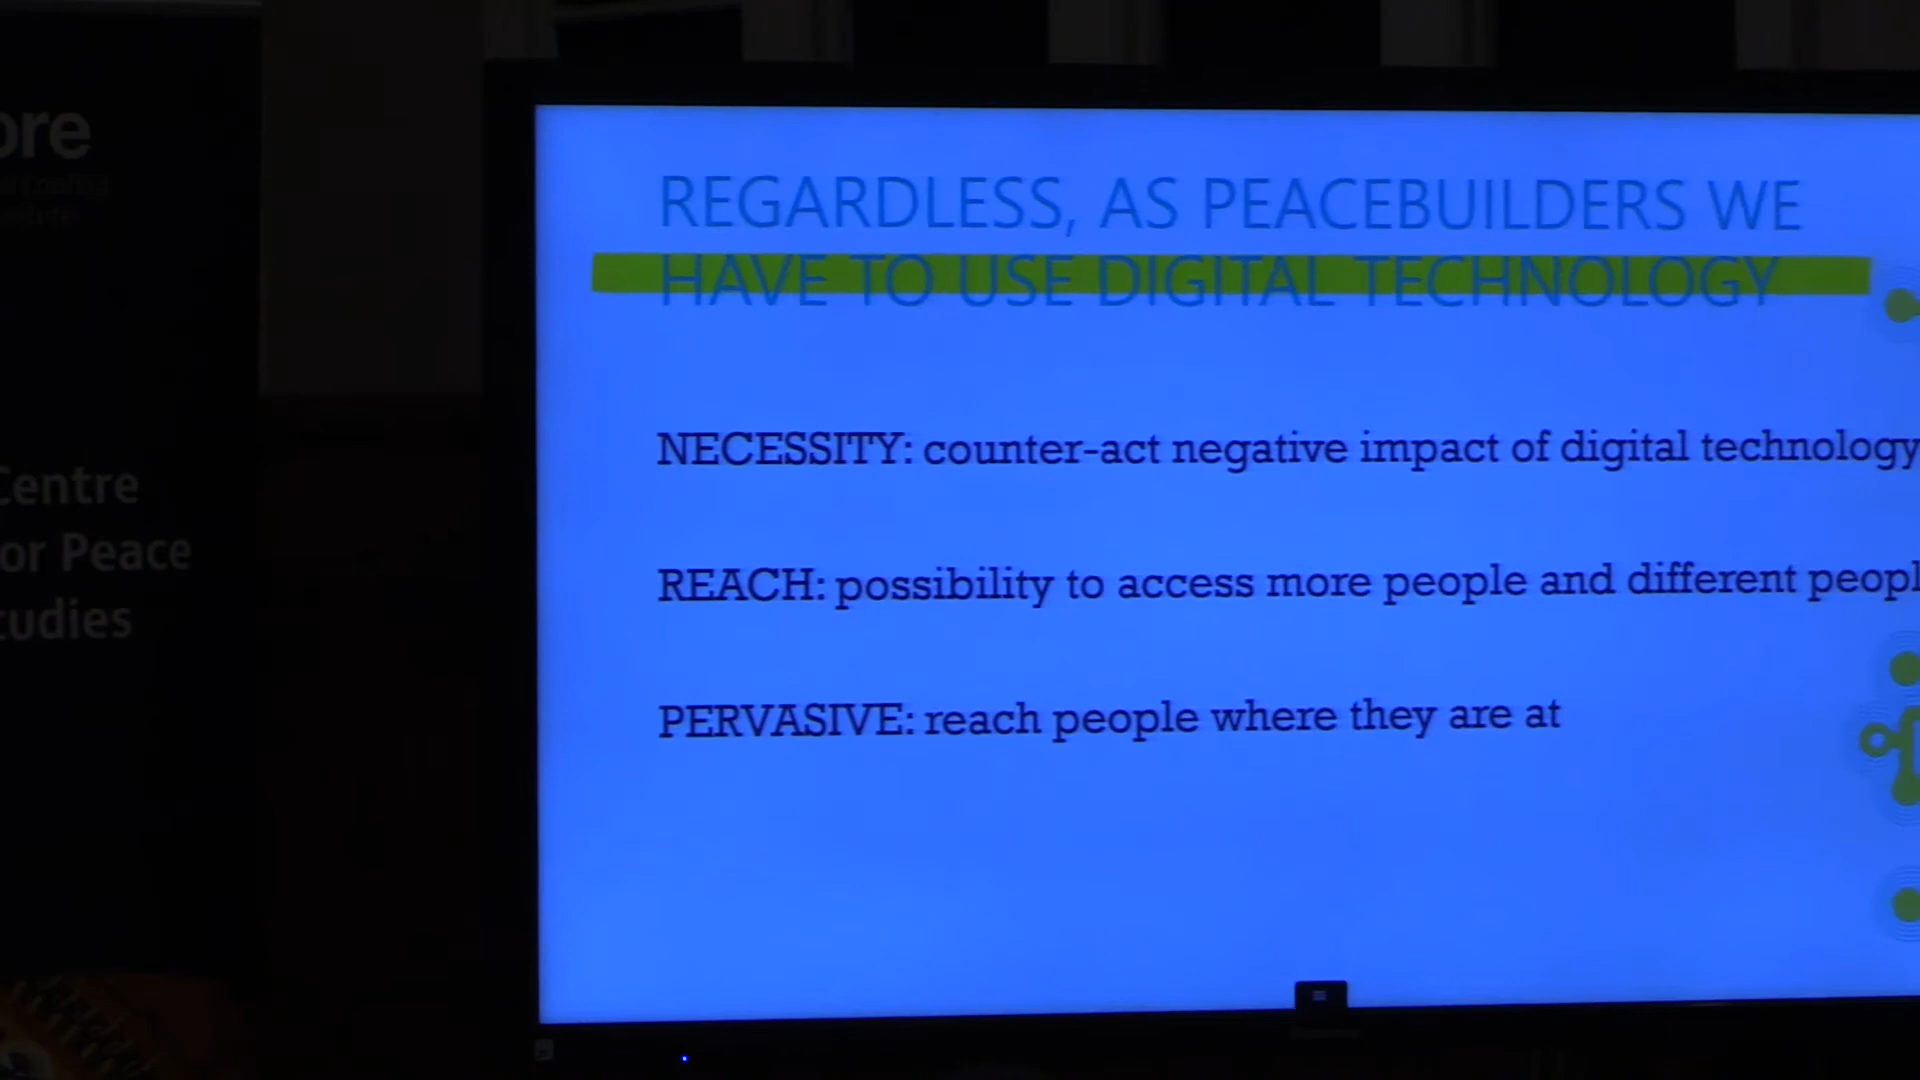 ore
Centre
or Peace
tudies
REGARDLESS, AS PEACEBUILDERS WE
HAVE TO USE DIGITAL TECHNOLOGY
NECESSITY: counter-act negative impact of digital technology
REACH: possibility to access more people and different peopl
PERVASIVE: reach people where they are at